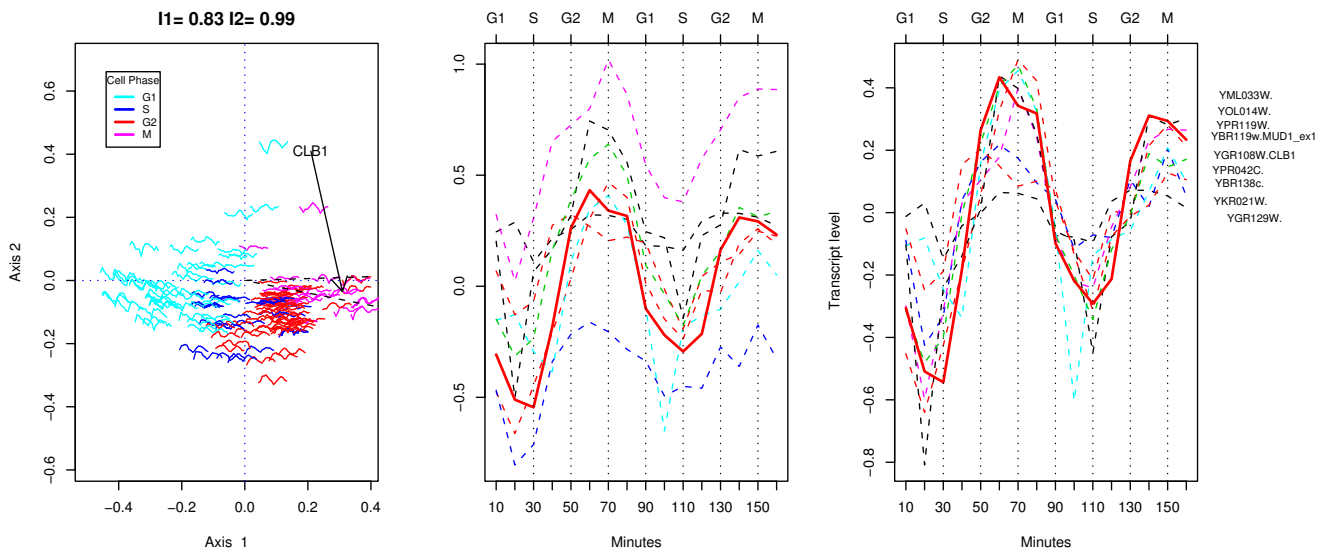 I1= 0.83 I2= 0.99
Cell Phase
G1
S
G2
M
CLB1
0.6
0.4
0.2
0.0
−0.2
−0.4
−0.6
Axis 2
−0.4 −0.2 0.0 0.2 0.4
Axis 1
G1 S G2 M G1 S G2 M
1.0
0.5
0.0
−0.5
10 30 50 70 90 110 130 150
Minutes
G1 S G2 M G1 S G2 M
0.4
0.2
0.0
−0.2
−0.4
−0.6
−0.8
Transcript level
10 30 50 70 90 110 130 150
Minutes
YML033W.
YOL014W.
YPR119W.
YBR119w.MUD1_ex1
YGR108W.CLB1
YPR042C.
YBR138c.
YKR021W.
YGR129W.